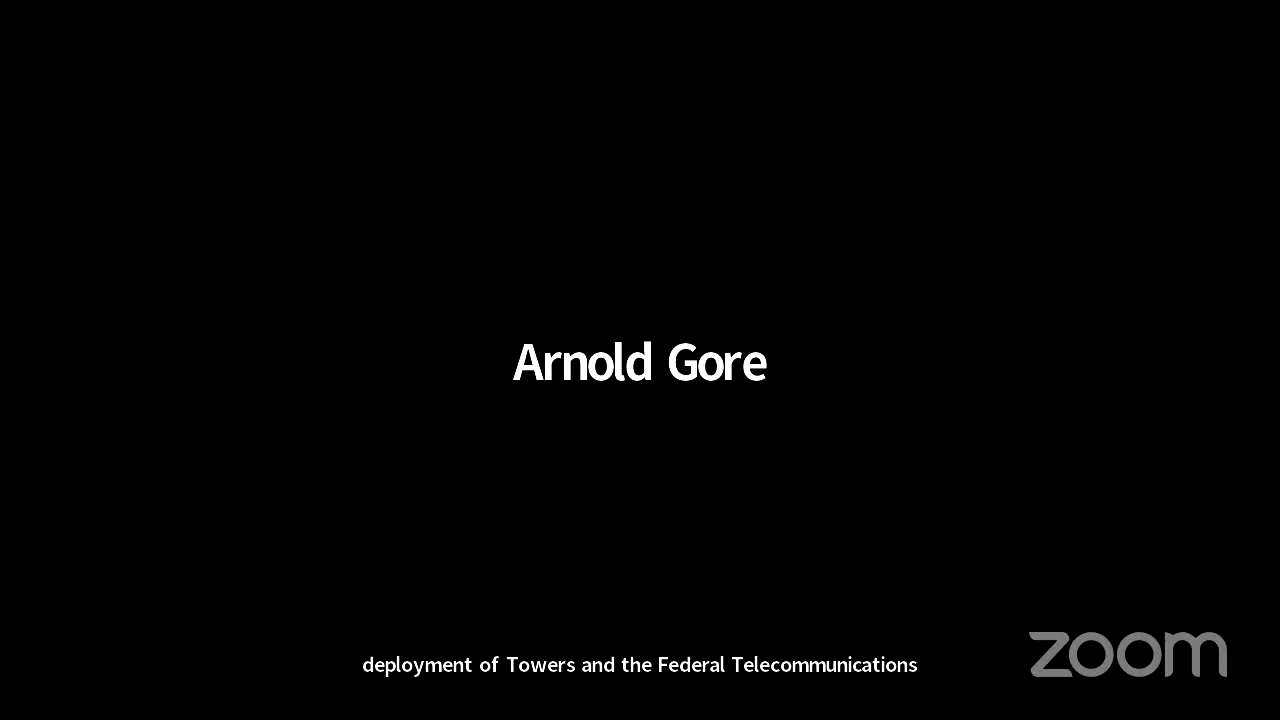 Arnold Gore
deployment of Towers and the Federal Telecommunications
zoom